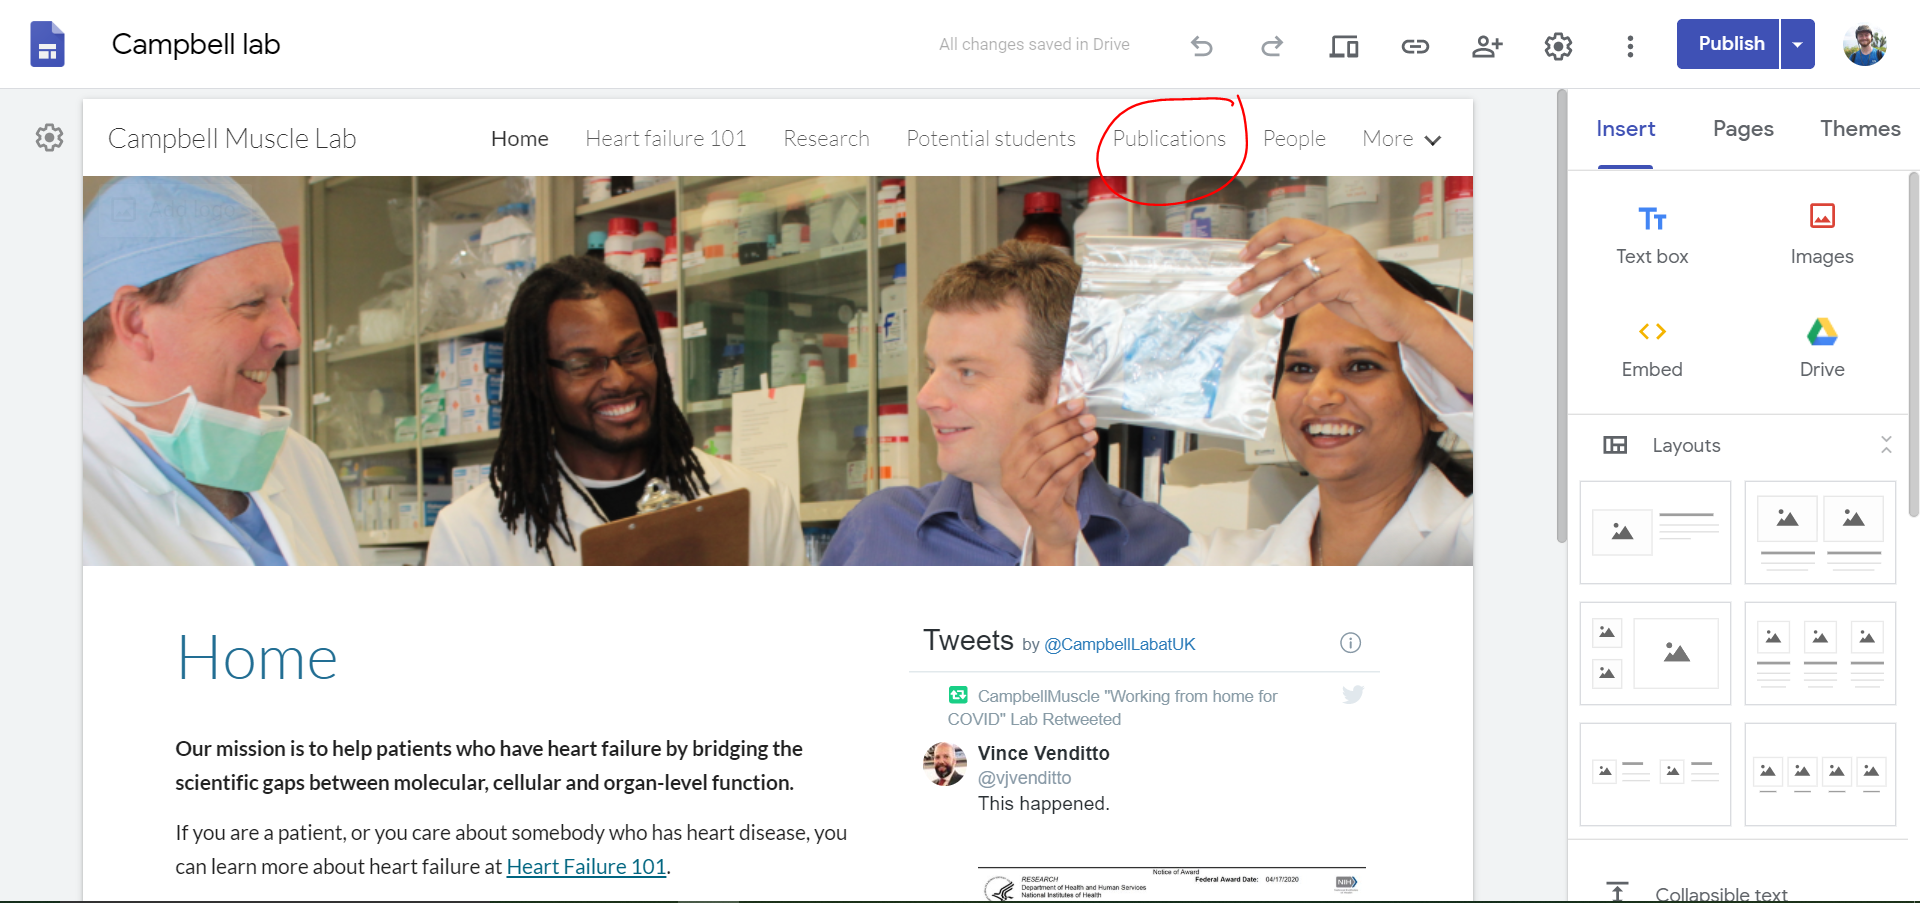 Campbell lab
All changes saved in Drive
Publish
Campbell Muscle Lab
Home
Heart failure 101
Research
Potential students
Publications
People
More
Insert
Pages
Themes
Add logo
Text box
Images
Embed
Drive
Layouts
Collapsible text
Home
Our mission is to help patients who have heart failure by bridging the
scientific gaps between molecular, cellular and organ-level function.
If you are a patient, or you care about somebody who has heart disease, you
can learn more about heart failure at Heart Failure 101.
Tweets by @CampbellLabatUK
CampbellMuscle "Working from home for
COVID" Lab Retweeted
Vince Venditto
@vjvenditto
This happened.
Notice of Award
RESEARCH
Federal Award Date: 04/17/2020
Department of Health and Human Services
National Institutes of Health
NIH